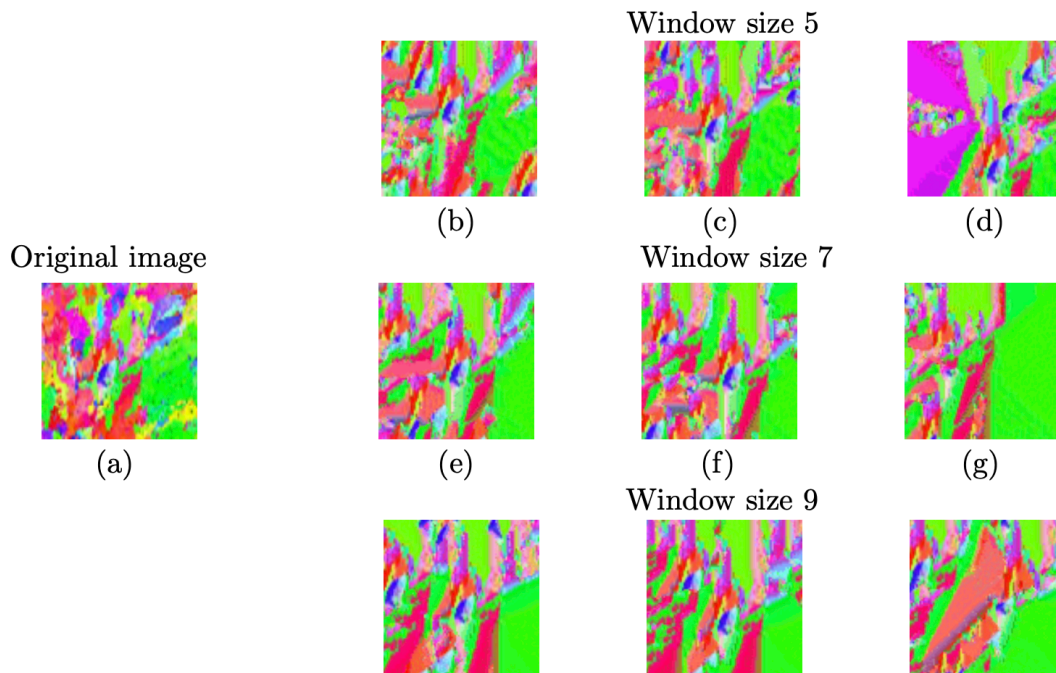 Window size 5
(b) (c) (d)
Original image
Window size 7
(a) (e) (f) (g)
Window size 9